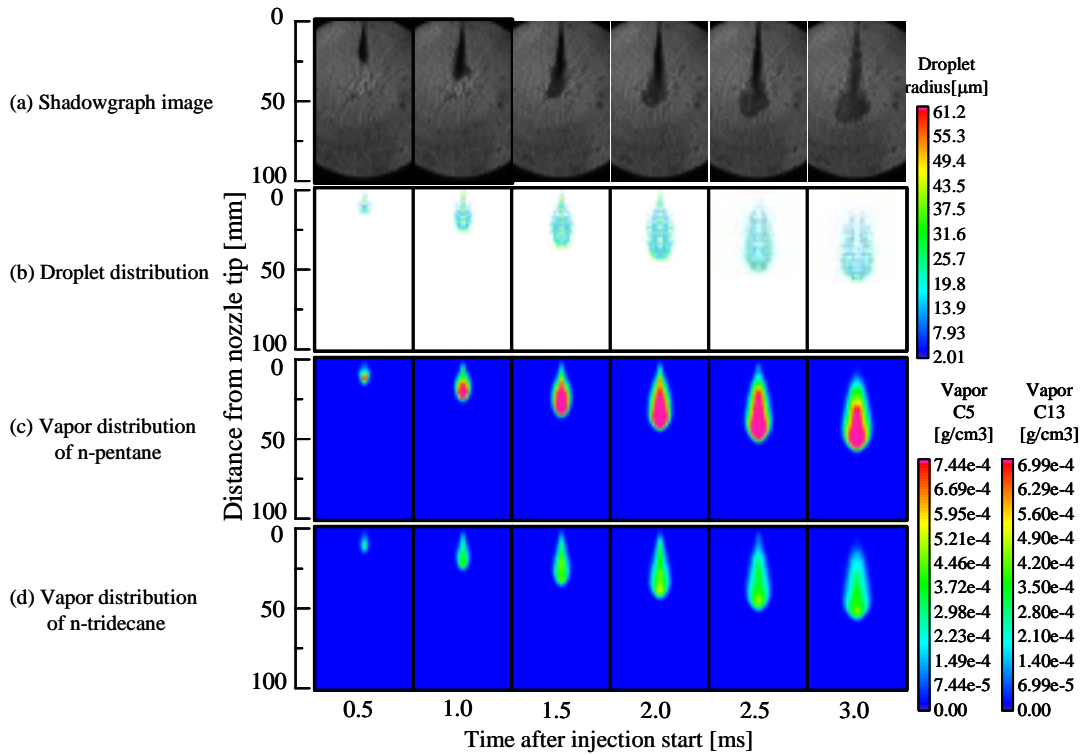 (a) Shadowgraph image
(b) Droplet distribution
(c) Vapor distribution
of n-pentane
(d) Vapor distribution
of n-tridecane
Distance from nozzle tip [mm]
0
50
100
0
50
100
0
50
100
0
50
100
0.5 1.0 1.5 2.0 2.5 3.0
Time after injection start [ms]
Droplet
radius[μm]
61.2
55.3
49.4
43.5
37.5
31.6
25.7
19.8
13.9
7.93
2.01
Vapor
C5
[g/cm3]
7.44e-4
6.69e-4
5.95e-4
5.21e-4
4.46e-4
3.72e-4
2.98e-4
2.23e-4
1.49e-4
7.44e-5
0.00
Vapor
C13
[g/cm3]
6.99e-4
6.29e-4
5.60e-4
4.90e-4
4.20e-4
3.50e-4
2.80e-4
2.10e-4
1.40e-4
6.99e-5
0.00